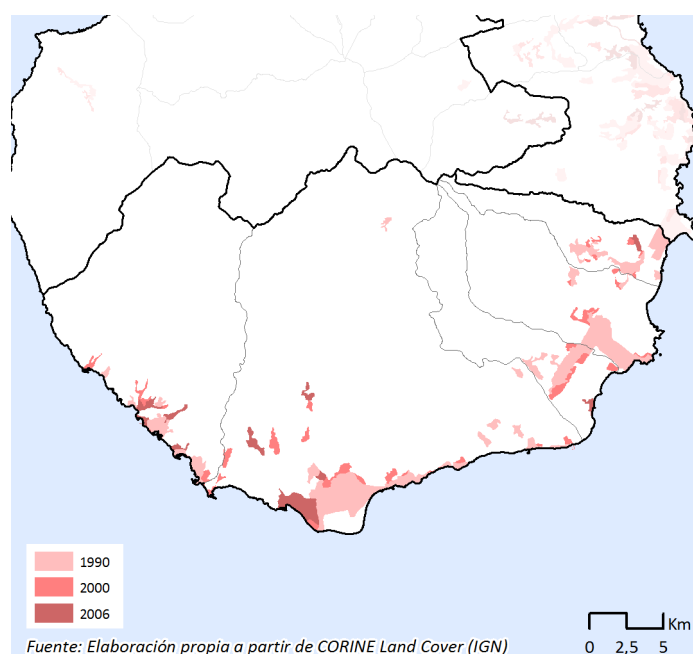 1990
2000
2006
Km
0 2,5 5
Fuente: Elaboración propia a partir de CORINE Land Cover (IGN)